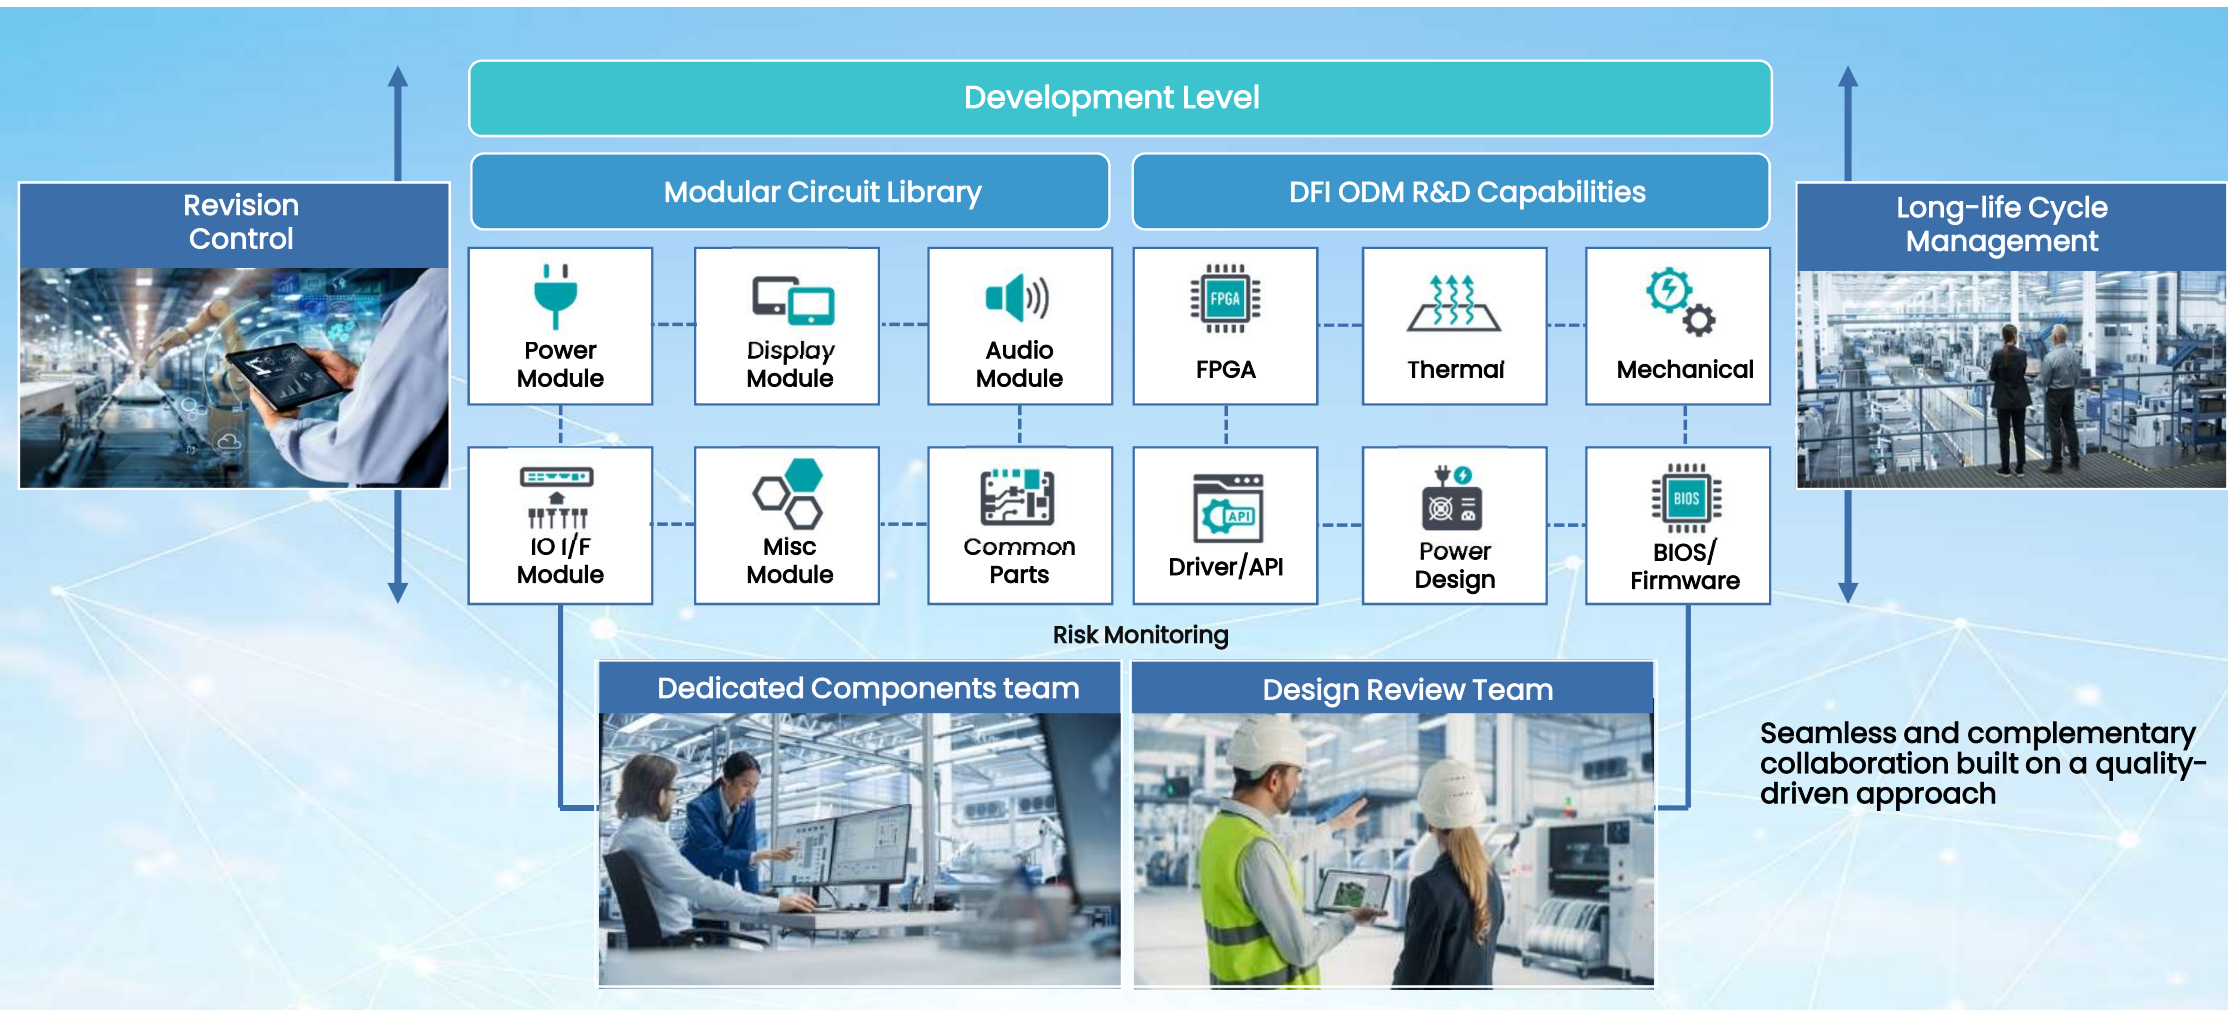 Development Level
Modular Circuit Library
DFI ODM R&D Capabilities
Revision
Control
Long-life Cycle
Management
Power
Module
Display
Module
Audio
Module
FPGA
FPGA
Thermal
Mechanical
IO I/F
Module
Misc
Module
Common
Parts
API
Driver/API
Power
Design
BIOS
BIOS/
Firmware
Risk Monitoring
Dedicated Components team
Design Review Team
Seamless and complementary
collaboration built on a quality-
driven approach